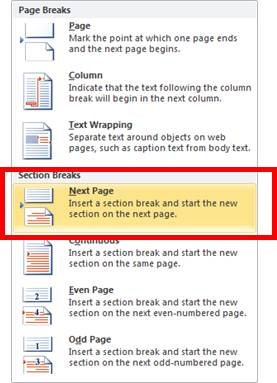 Page Breaks
Page
Mark the point at which one page ends
and the next page begins.
Column
Indicate that the text following the column
break will begin in the next column.
Text Wrapping
Separate text around objects on web
pages, such as caption text from body text.
Section Breaks
Next Page
Insert a section break and start the new
section on the next page.
Continuous
Insert a section break and start the new
section on the same page.
Even Page
Insert a section break and start the new
section on the next even-numbered page.
2
4
Odd Page
Insert a section break and start the new
section on the next odd-numbered page.
1
3